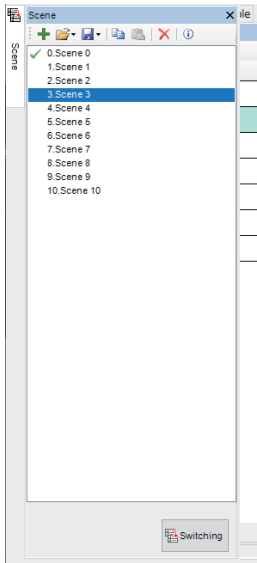 Scene
ble
Scene
0.Scene 0
1.Scene 1
2.Scene 2
3.Scene 3
4.Scene 4
5.Scene 5
6.Scene 6
7.Scene 7
8.Scene 8
9.Scene 9
10.Scene 10
Switching